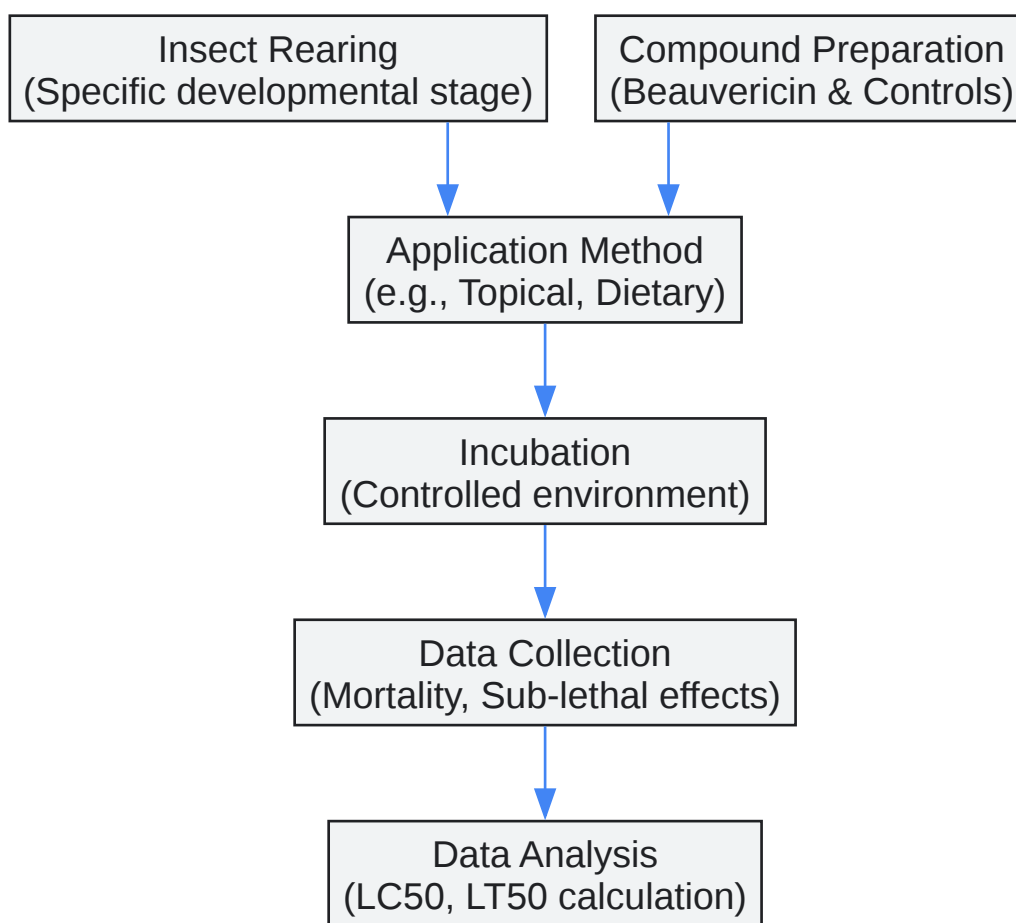 Insect Rearing
(Specific developmental stage)
Compound Preparation
(Beauvericin & Controls)
Application Method
(e.g., Topical, Dietary)
Incubation
(Controlled environment)
Data Collection
(Mortality, Sub-lethal effects)
Data Analysis
(LC50, LT50 calculation)